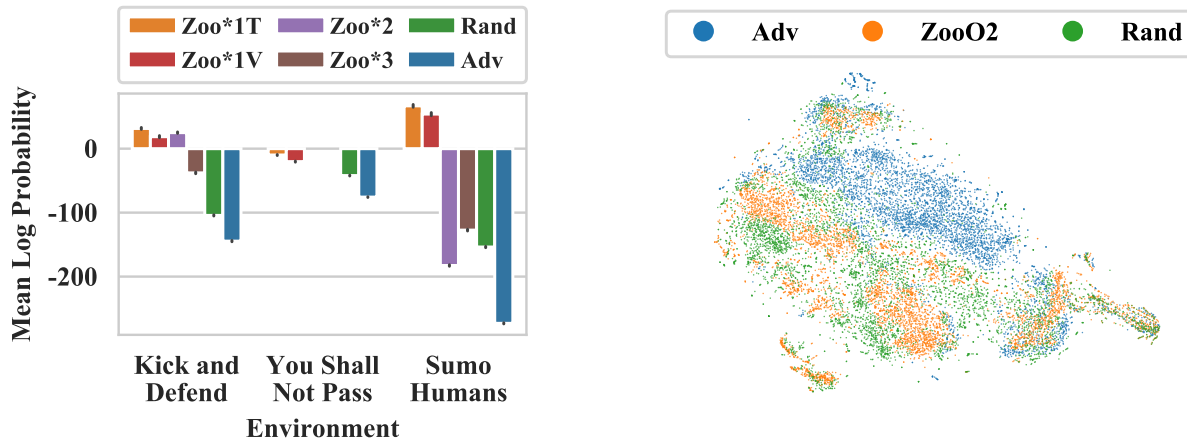 Zoo*1T Zoo*2 Rand
Zoo*1V Zoo*3 Adv
Mean Log Probability
0
-100
-200
Kick and Defend
You Shall Not Pass
Sumo Humans
Environment
Adv ZooO2 Rand